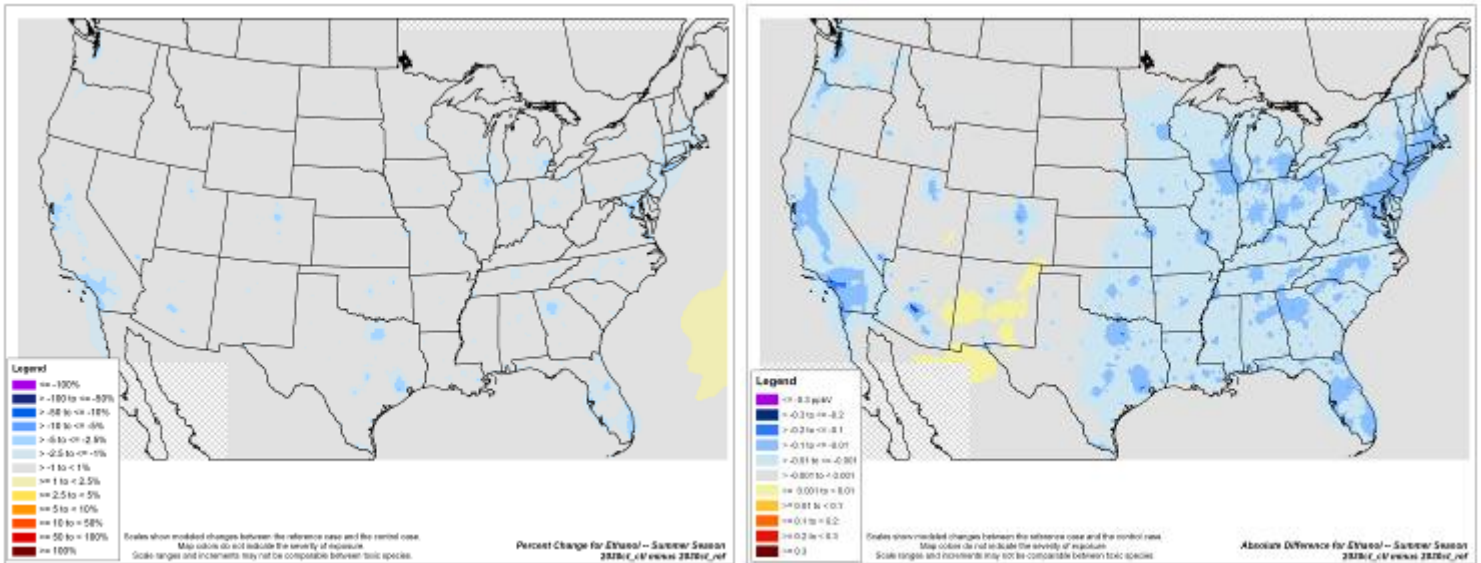 Legend
<= -100%
> -100 to <= -50%
> -50 to <= -10%
> -10 to <= -5%
> -5 to <= -2.5%
> -2.5 to <= -1%
> -1 to < 1%
>= 1 to < 2.5%
>= 2.5 to < 5%
>= 5 to < 10%
>= 10 to < 50%
>= 50 to < 100%
>= 100%
Scales show modeled changes between the reference case and the control case.
Map colors do not indicate the severity of exposure.
Scale ranges and increments may not be comparable between toxic species.
Percent Change for Ethanol -- Summer Season
2030ct_ctl minus 2030ct_ref
Legend
<= -0.3 ppbV
> -0.3 to <= -0.2
> -0.2 to <= -0.1
> -0.1 to <= -0.01
> -0.01 to <= -0.001
> -0.001 to < 0.001
>= 0.001 to < 0.01
>= 0.01 to < 0.1
>= 0.1 to < 0.2
>= 0.2 to < 0.3
>= 0.3
Scales show modeled changes between the reference case and the control case.
Map colors do not indicate the severity of exposure.
Scale ranges and increments may not be comparable between toxic species.
Absolute Difference for Ethanol -- Summer Season
2030ct_ctl minus 2030ct_ref